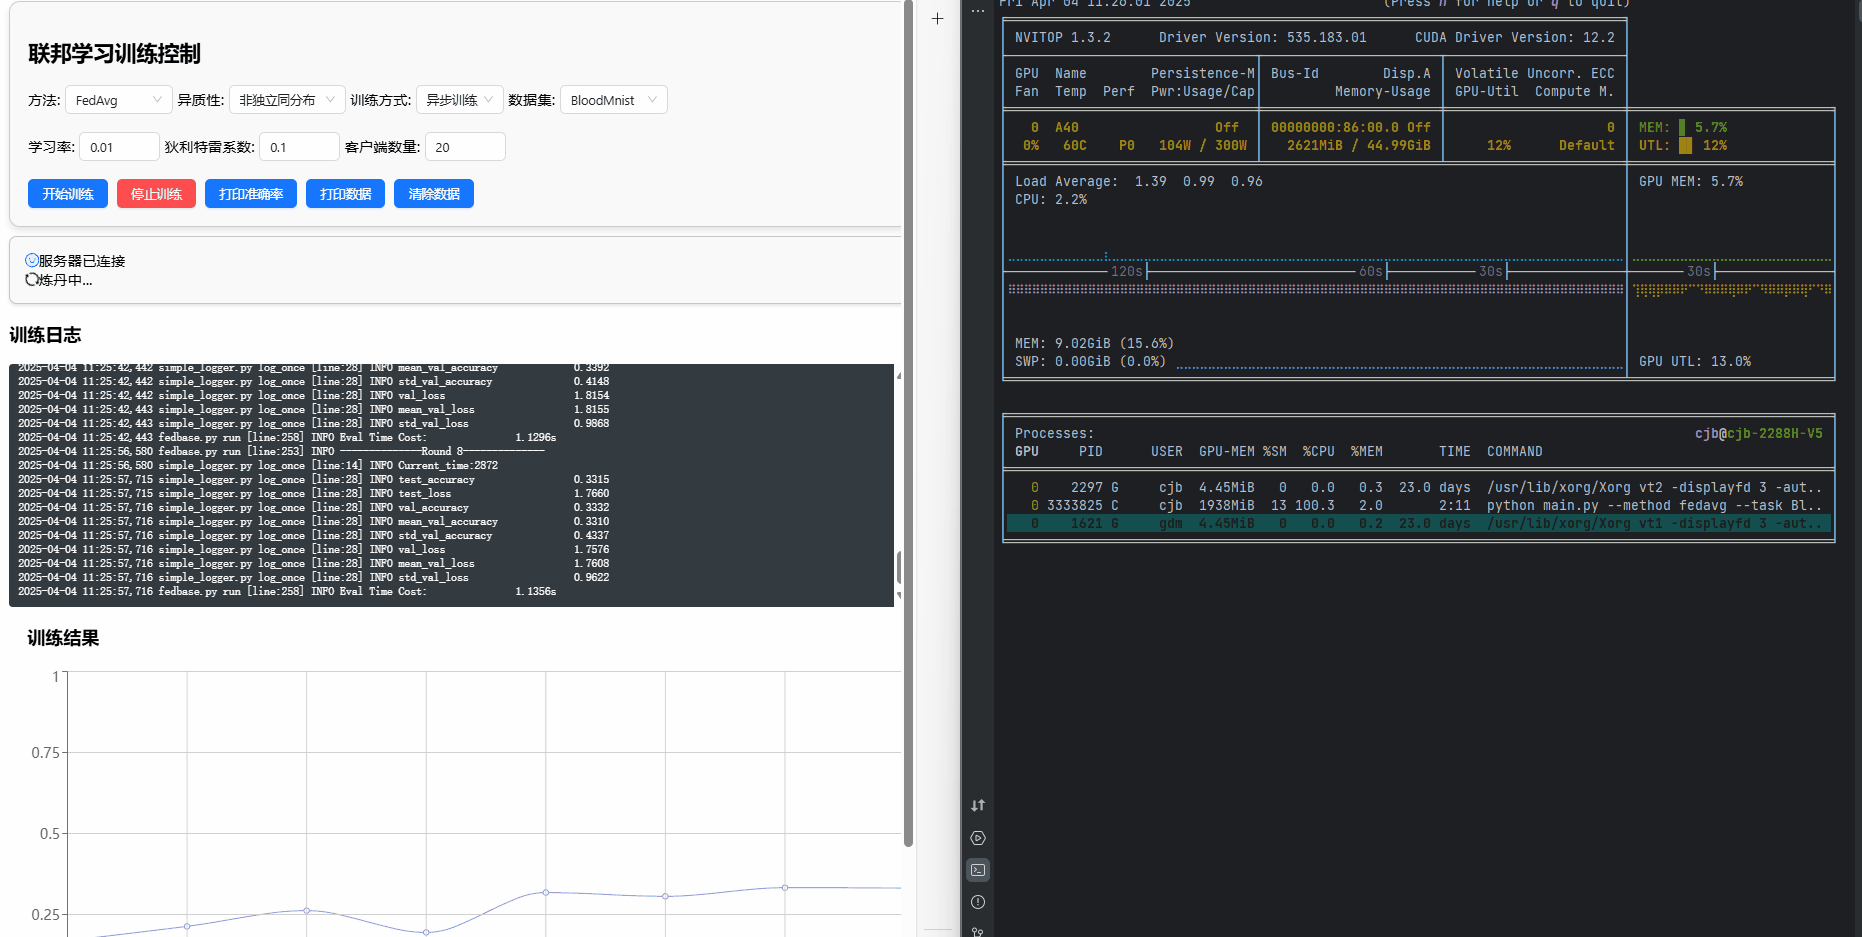 联邦学习训练控制
方法: FedAvg 异质性: 非独立同分布 训练方式: 异步训练 数据集: BloodMnist
学习率: 0.01 狄利特雷系数: 0.1 客户端数量: 20
开始训练 停止训练 打印准确率 打印数据 清除数据
服务器已连接
炼丹中...
训练日志
2025-04-04 11:25:42,442 simple_logger.py log_once [line:28] INFO mean_val_accuracy 0.3392
2025-04-04 11:25:42,442 simple_logger.py log_once [line:28] INFO std_val_accuracy 0.4148
2025-04-04 11:25:42,442 simple_logger.py log_once [line:28] INFO val_loss 1.8154
2025-04-04 11:25:42,443 simple_logger.py log_once [line:28] INFO mean_val_loss 1.8155
2025-04-04 11:25:42,443 simple_logger.py log_once [line:28] INFO std_val_loss 0.9868
2025-04-04 11:25:42,443 fedbase.py run [line:258] INFO Eval Time Cost: 1.1296s
2025-04-04 11:25:56,580 fedbase.py run [line:253] INFO --------------Round 8--------------
2025-04-04 11:25:56,580 simple_logger.py log_once [line:14] INFO Current_time:2872
2025-04-04 11:25:57,715 simple_logger.py log_once [line:28] INFO test_accuracy 0.3315
2025-04-04 11:25:57,715 simple_logger.py log_once [line:28] INFO test_loss 1.7660
2025-04-04 11:25:57,716 simple_logger.py log_once [line:28] INFO val_accuracy 0.3332
2025-04-04 11:25:57,716 simple_logger.py log_once [line:28] INFO mean_val_accuracy 0.3310
2025-04-04 11:25:57,716 simple_logger.py log_once [line:28] INFO std_val_accuracy 0.4337
2025-04-04 11:25:57,716 simple_logger.py log_once [line:28] INFO val_loss 1.7576
2025-04-04 11:25:57,716 simple_logger.py log_once [line:28] INFO mean_val_loss 1.7608
2025-04-04 11:25:57,716 simple_logger.py log_once [line:28] INFO std_val_loss 0.9622
2025-04-04 11:25:57,716 fedbase.py run [line:258] INFO Eval Time Cost: 1.1356s
训练结果
1
0.75
0.5
0.25
Fri Apr 04 11:26:01 2025 (Press h for help or q to quit)
NVITOP 1.3.2 Driver Version: 535.183.01 CUDA Driver Version: 12.2
GPU Name Persistence-M Bus-Id Disp.A Volatile Uncorr. ECC
Fan Temp Perf Pwr:Usage/Cap Memory-Usage GPU-Util Compute M.
0 A40 Off 00000000:86:00.0 Off 0 MEM: 5.7%
0% 60C P0 104W / 300W 2621MiB / 44.99GiB 12% Default UTL: 12%
Load Average: 1.39 0.99 0.96 GPU MEM: 5.7%
CPU: 2.2%
120s 60s 30s 30s
MEM: 9.02GiB (15.6%)
SWP: 0.00GiB (0.0%) GPU UTL: 13.0%
Processes: cjb@cjb-2288H-V5
GPU PID USER GPU-MEM %SM %CPU %MEM TIME COMMAND
0 2297 G cjb 4.45MiB 0 0.0 0.3 23.0 days /usr/lib/xorg/Xorg vt2 -displayfd 3 -aut..
0 3333825 C cjb 1938MiB 13 100.3 2.0 2:11 python main.py --method fedavg --task Bl..
0 1621 G gdm 4.45MiB 0 0.0 0.2 23.0 days /usr/lib/xorg/Xorg vt1 -displayfd 3 -aut..